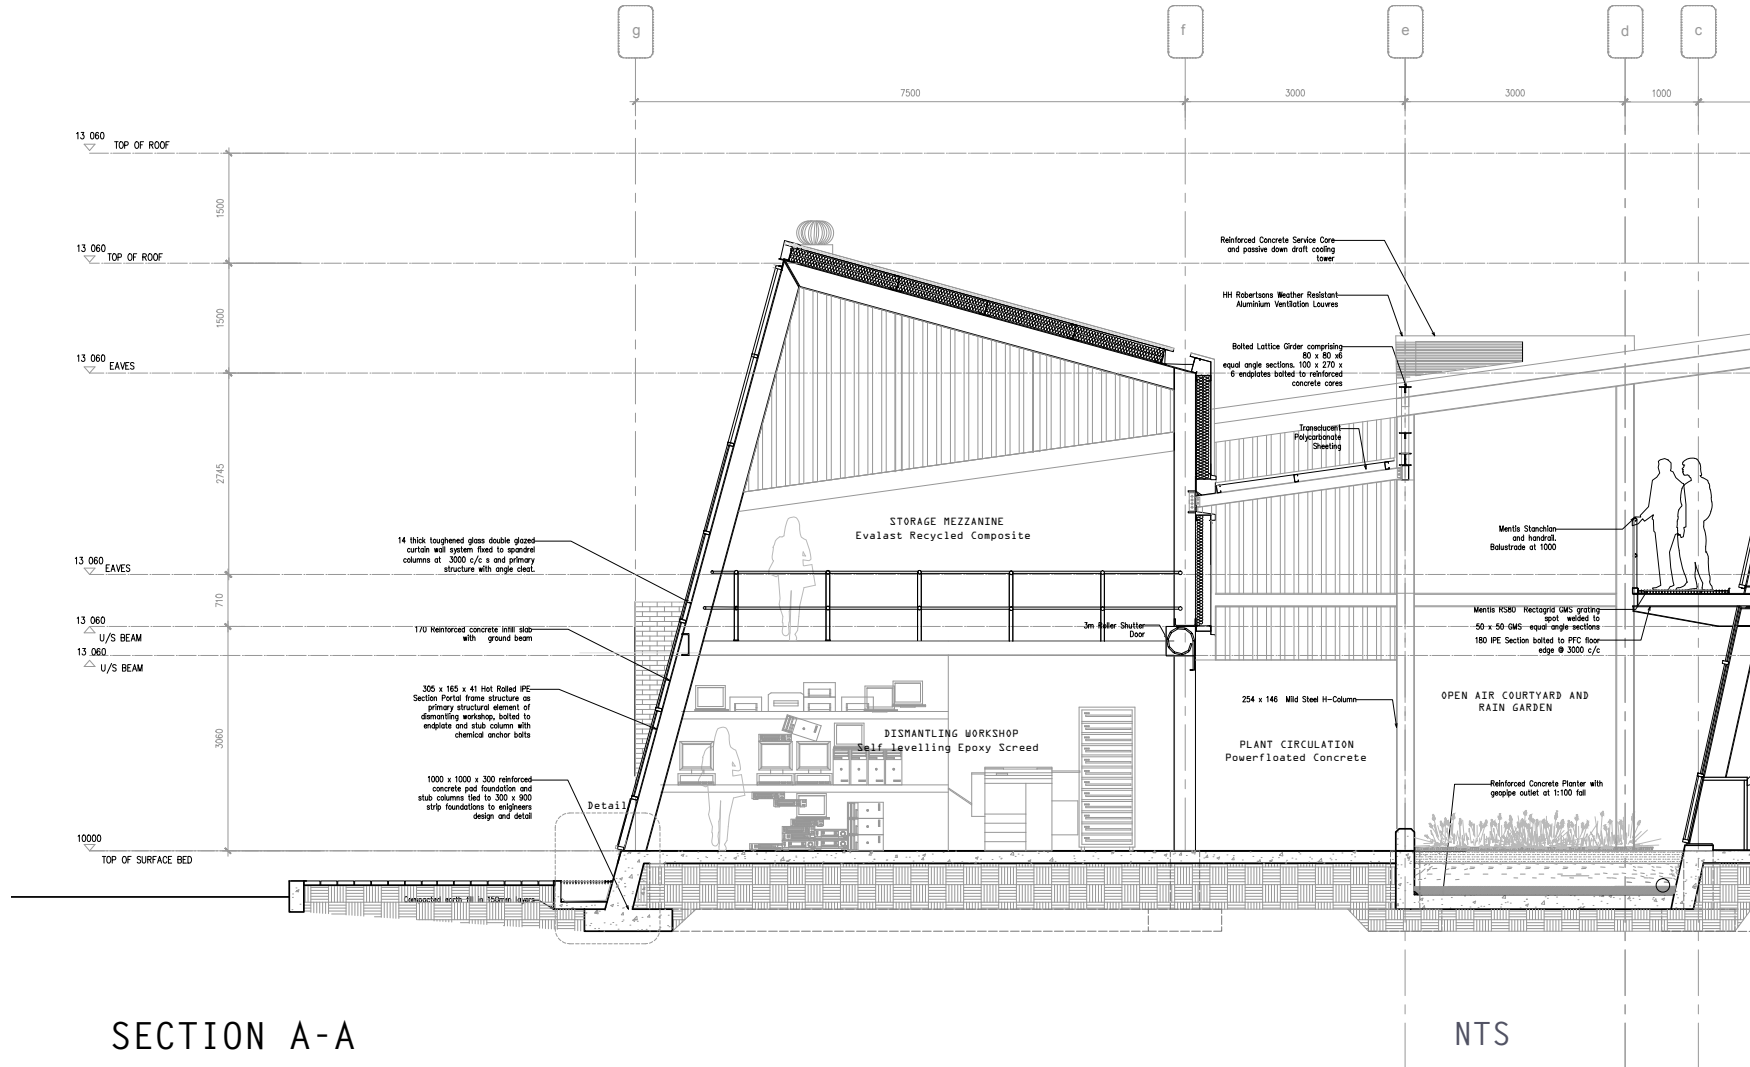 g
f
e
d
c
7500
3000
3000
1000
13 060
TOP OF ROOF
1500
13 060
TOP OF ROOF
1500
13 060
EAVES
2745
13 060
EAVES
710
13 060
U/S BEAM
13 060
U/S BEAM
3060
10000
TOP OF SURFACE BED
14 thick toughened glass double glazed
curtain wall system fixed to spandrel
columns at 3000 c/c s and primary
structure with angle cleat.
170 Reinforced concrete infill slab
with ground beam
305 x 165 x 41 Hot Rolled IPE
Section Portal frame structure as
primary structural element of
dismantling workshop, bolted to
endplate and stub column with
chemical anchor bolts
1000 x 1000 x 300 reinforced
concrete pad foundation and
stub columns tied to 300 x 900
strip foundations to enigineers
design and detail
Detail
Compacted earth fill in 150mm layers
STORAGE MEZZANINE
Evalast Recycled Composite
DISMANTLING WORKSHOP
Self levelling Epoxy Screed
3m Roller Shutter
Door
Reinforced Concrete Service Core
and passive down draft cooling
tower
HH Robertsons Weather Resistant
Aluminium Ventilation Louvres
Bolted Lattice Girder comprising
80 x 80 x6
equal angle sections. 100 x 270 x
6 endplates bolted to reinforced
concrete cores
Translucent
Polycarbonate
Sheeting
254 x 146 Mild Steel H-Column
PLANT CIRCULATION
Powerfloated Concrete
Mentis Stanchian
and handrail.
Balustrade at 1000
Mentis RS80 Rectagrid GMS grating
spot welded to
50 x 50 GMS equal angle sections
180 IPE Section bolted to PFC floor
edge @ 3000 c/c
OPEN AIR COURTYARD AND
RAIN GARDEN
Reinforced Concrete Planter with
geopipe outlet at 1:100 fall
SECTION A-A
NTS